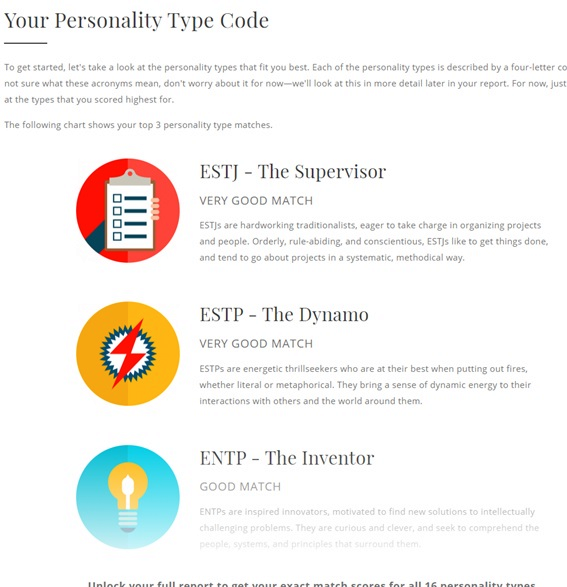 Your Personality Type Code
To get started, let's take a look at the personality types that fit you best. Each of the personality types is described by a four-letter co
not sure what these acronyms mean, don't worry about it for now—we'll look at this in more detail later in your report. For now, just
at the types that you scored highest for.
The following chart shows your top 3 personality type matches.
ESTJ - The Supervisor
VERY GOOD MATCH
ESTJs are hardworking traditionalists, eager to take charge in organizing projects
and people. Orderly, rule-abiding, and conscientious, ESTJs like to get things done,
and tend to go about projects in a systematic, methodical way.
ESTP - The Dynamo
VERY GOOD MATCH
ESTPs are energetic thrillseekers who are at their best when putting out fires,
whether literal or metaphorical. They bring a sense of dynamic energy to their
interactions with others and the world around them.
ENTP - The Inventor
GOOD MATCH
ENTPs are inspired innovators, motivated to find new solutions to intellectually
challenging problems. They are curious and clever, and seek to comprehend the
people, systems, and principles that surround them.
Unlock your full report to get your exact match scores for all 16 personality types